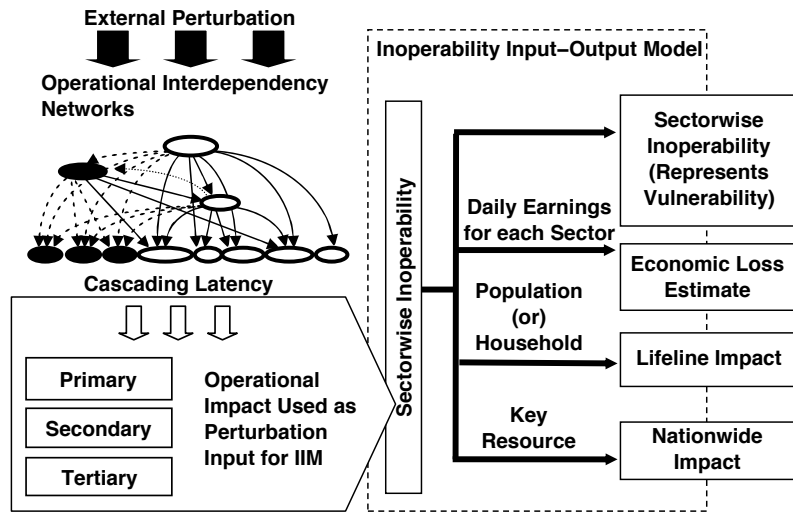 External Perturbation
Operational Interdependency
Networks
Cascading Latency
Primary
Secondary
Tertiary
Operational
Impact Used as
Perturbation
Input for IIM
Inoperability Input–Output Model
Sectorwise Inoperability
Daily Earnings
for each Sector
Population
(or)
Household
Key
Resource
Sectorwise
Inoperability
(Represents
Vulnerability)
Economic Loss
Estimate
Lifeline Impact
Nationwide
Impact